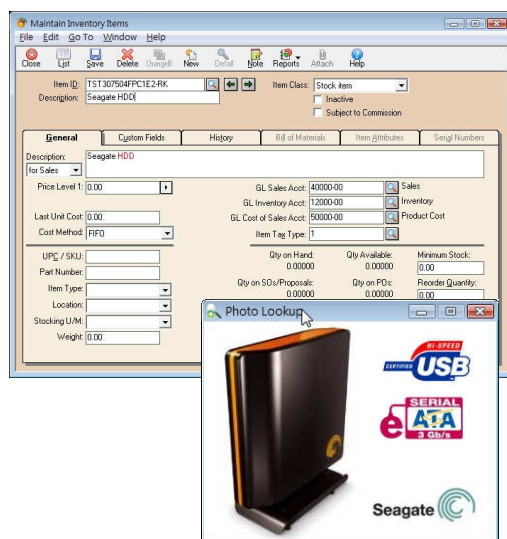 Maintain Inventory Items
File Edit Go To Window Help
Close List Save Delete ChangeID New Detail Note Reports Attach Help
Item ID: TST307504FPC1E2-RK Item Class: Stock item
Description: Seagate HDD Inactive
Subject to Commission
General Custom Fields History Bill of Materials Item Attributes Serial Numbers
Description: Seagate HDD
for Sales
Price Level 1: 0.00 GL Sales Acct: 40000-00 Sales
GL Inventory Acct: 12000-00 Inventory
Last Unit Cost: 0.00 GL Cost of Sales Acct: 50000-00 Product Cost
Cost Method: FIFO Item Tax Type: 1
UPC / SKU: Qty on Hand: Qty Available: Minimum Stock:
0.00000 0.00000 0.00
Part Number:
Item Type: Qty on SOs/Proposals: Qty on POs: Reorder Quantity:
0.00000 0.00000 0.00
Location:
Stocking U/M:
Weight: 0.00
Photo Lookup
HI-SPEED
CERTIFIED USB
SERIAL
e ATA
3 Gb/s
Seagate